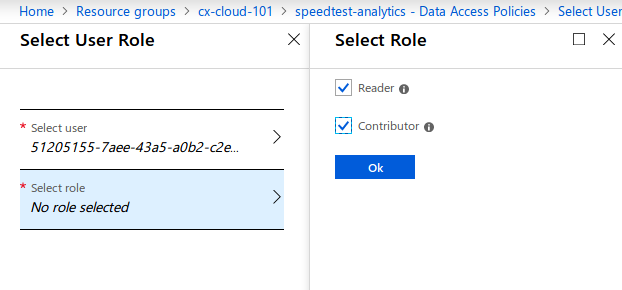 Home > Resource groups > cx-cloud-101 > speedtest-analytics - Data Access Policies > Select User
Select User Role
* Select user
51205155-7aee-43a5-a0b2-c2e...
* Select role
No role selected
Select Role
Reader
Contributor
Ok